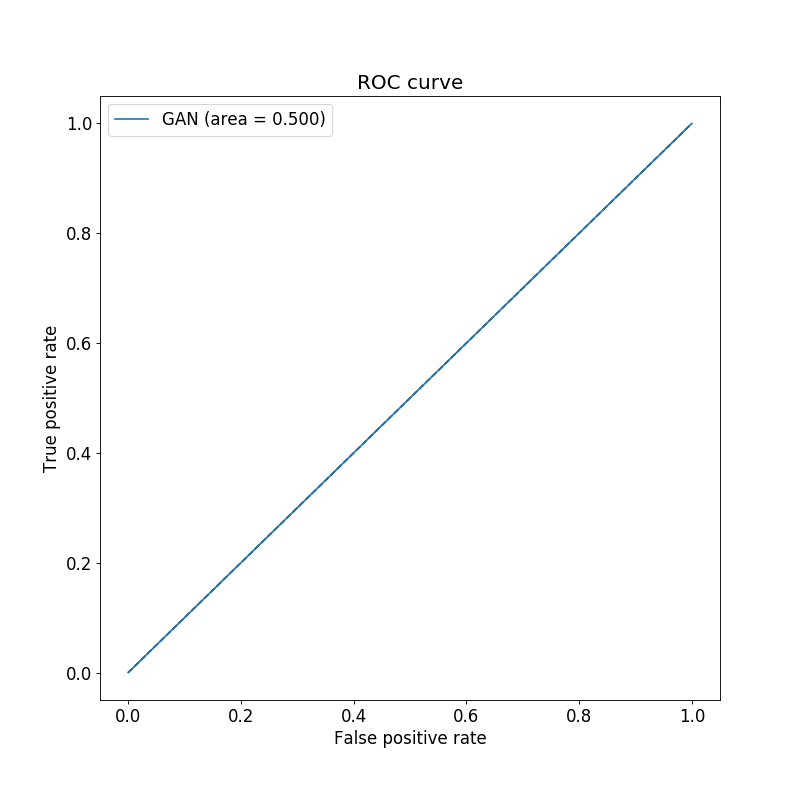 ROC curve
GAN (area = 0.500)
1.0
0.8
0.6
0.4
0.2
0.0
True positive rate
0.0 0.2 0.4 0.6 0.8 1.0
False positive rate